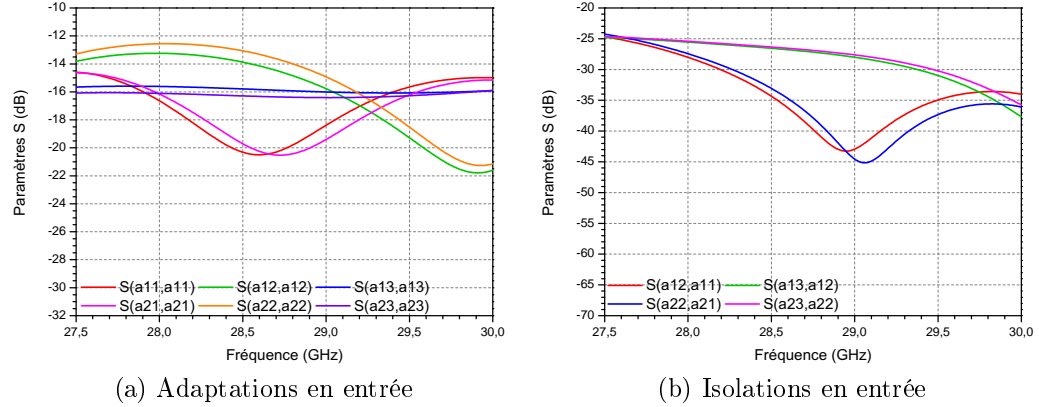 Paramètres S (dB)
-10
-12
-14
-16
-18
-20
-22
-24
-26
-28
-30
-32
S(a11,a11) S(a12,a12) S(a13,a13)
S(a21,a21) S(a22,a22) S(a23,a23)
27,5 28,0 28,5 29,0 29,5 30,0
Fréquence (GHz)
(a) Adaptations en entrée
Paramètres S (dB)
-20
-25
-30
-35
-40
-45
-50
-55
-60
-65
-70
S(a12,a11) S(a13,a12)
S(a22,a21) S(a23,a22)
27,5 28,0 28,5 29,0 29,5 30,0
Fréquence (GHz)
(b) Isolations en entrée